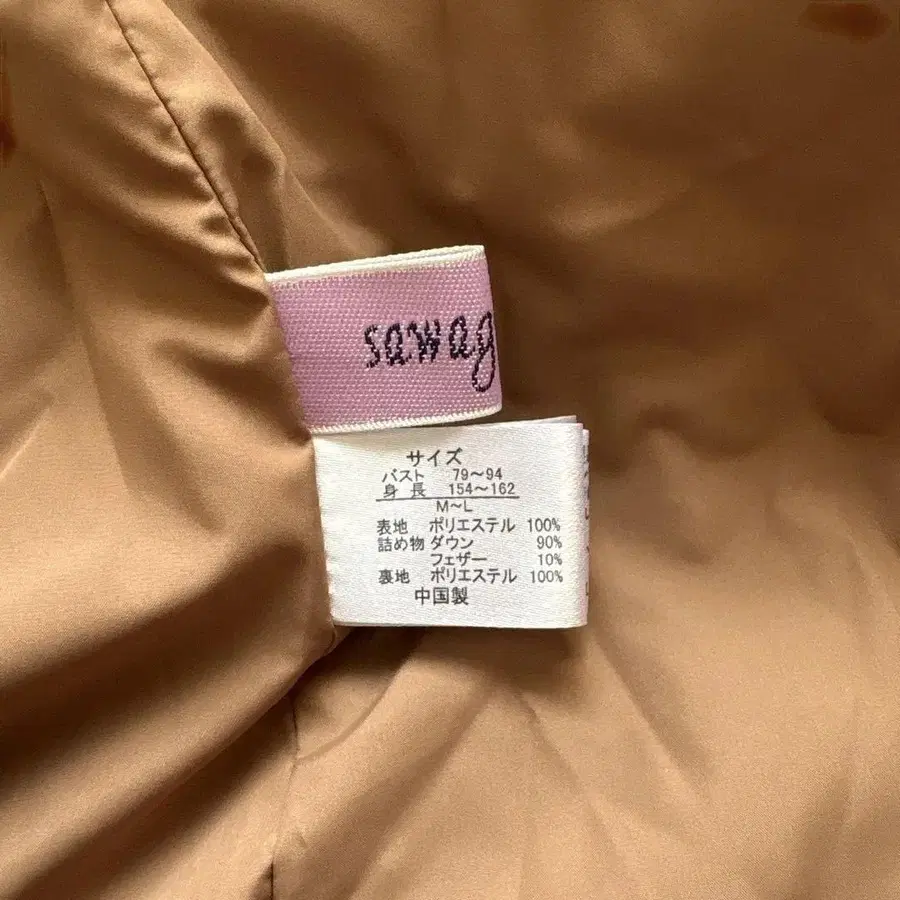 sawag
サイズ
バスト 79～94
身長 154～162
M～L
表地 ポリエステル 100%
詰め物 ダウン 90%
フェザー 10%
裏地 ポリエステル 100%
中国製